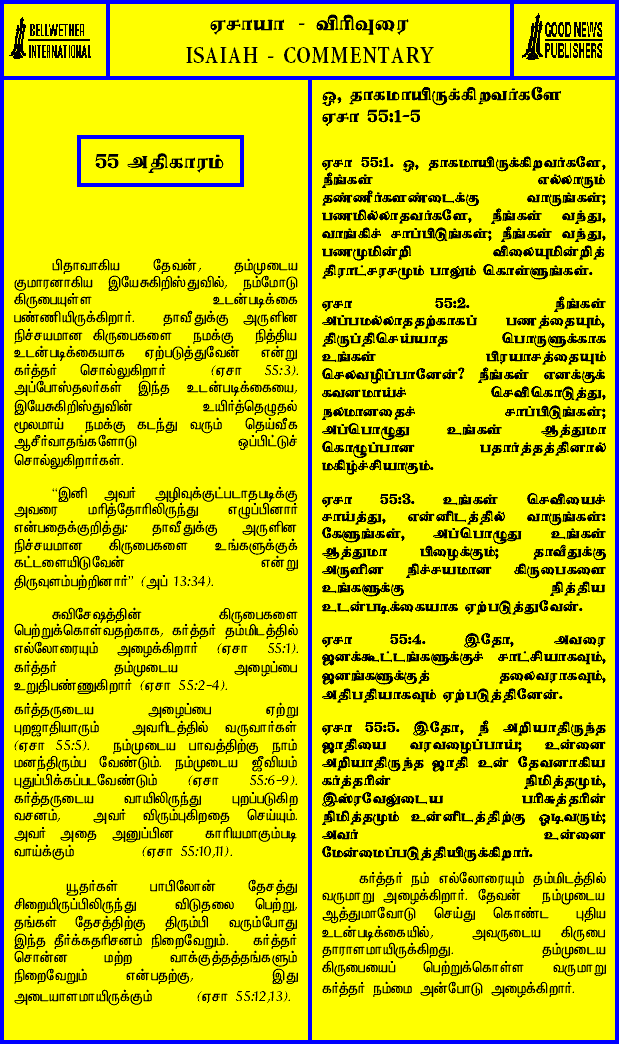 BELLWETHER
INTERNATIONAL
ஏசாயா - விரிவுரை
ISAIAH - COMMENTARY
GOOD NEWS
PUBLISHERS
55 அதிகாரம்
பிதாவாகிய தேவன், தம்முடைய
குமாரனாகிய இயேசுகிறிஸ்துவில், நம்மோடு
கிருபையுள்ள உடன்படிக்கை
பண்ணியிருக்கிறார். தாவீதுக்கு அருளின
நிச்சயமான கிருபைகளை நமக்கு நித்திய
உடன்படிக்கையாக ஏற்படுத்துவேன் என்று
கர்த்தர் சொல்லுகிறார் (ஏசா 55:3).
அப்போஸ்தலர்கள் இந்த உடன்படிக்கையை,
இயேசுகிறிஸ்துவின் உயிர்த்தெழுதல்
மூலமாய் நமக்கு கடந்து வரும் தெய்வீக
ஆசீர்வாதங்களோடு ஒப்பிட்டுச்
சொல்லுகிறார்கள்.
“இனி அவர் அழிவுக்குட்படாதபடிக்கு
அவரை மரித்தோரிலிருந்து எழுப்பினார்
என்பதைக்குறித்து: தாவீதுக்கு அருளின
நிச்சயமான கிருபைகளை உங்களுக்குக்
கட்டளையிடுவேன் என்று
திருவுளம்பற்றினார்” (அப் 13:34).
சுவிசேஷத்தின் கிருபைகளை
பெற்றுக்கொள்வதற்காக, கர்த்தர் தம்மிடத்தில்
எல்லோரையும் அழைக்கிறார் (ஏசா 55:1).
கர்த்தர் தம்முடைய அழைப்பை
உறுதிபண்ணுகிறார் (ஏசா 55:2-4).
கர்த்தருடைய அழைப்பை ஏற்று
புறஜாதியாரும் அவரிடத்தில் வருவார்கள்
(ஏசா 55:5). நம்முடைய பாவத்திற்கு நாம்
மனந்திரும்ப வேண்டும். நம்முடைய ஜீவியம்
புதுப்பிக்கப்படவேண்டும் (ஏசா 55:6-9).
கர்த்தருடைய வாயிலிருந்து புறப்படுகிற
வசனம், அவர் விரும்புகிறதை செய்யும்.
அவர் அதை அனுப்பின காரியமாகும்படி
வாய்க்கும் (ஏசா 55:10,11).
யூதர்கள் பாபிலோன் தேசத்து
சிறையிருப்பிலிருந்து விடுதலை பெற்று,
தங்கள் தேசத்திற்கு திரும்பி வரும்போது
இந்த தீர்க்கதரிசனம் நிறைவேறும். கர்த்தர்
சொன்ன மற்ற வாக்குத்தத்தங்களும்
நிறைவேறும் என்பதற்கு, இது
அடையாளமாயிருக்கும் (ஏசா 55:12,13).
ஓ, தாகமாயிருக்கிறவர்களே
ஏசா 55:1-5
ஏசா 55:1. ஓ, தாகமாயிருக்கிறவர்களே,
நீங்கள் எல்லாரும்
தண்ணீர்களண்டைக்கு வாருங்கள்;
பணமில்லாதவர்களே, நீங்கள் வந்து,
வாங்கிச் சாப்பிடுங்கள்; நீங்கள் வந்து,
பணமுமின்றி விலையுமின்றித்
திராட்சரசமும் பாலும் கொள்ளுங்கள்.
ஏசா 55:2. நீங்கள்
அப்பமல்லாததற்காகப் பணத்தையும்,
திருப்திசெய்யாத பொருளுக்காக
உங்கள் பிரயாசத்தையும்
செலவழிப்பானேன்? நீங்கள் எனக்குக்
கவனமாய்ச் செவிகொடுத்து,
நலமானதைச் சாப்பிடுங்கள்;
அப்பொழுது உங்கள் ஆத்துமா
கொழுப்பான பதார்த்தத்தினால்
மகிழ்ச்சியாகும்.
ஏசா 55:3. உங்கள் செவியைச்
சாய்த்து, என்னிடத்தில் வாருங்கள்:
கேளுங்கள், அப்பொழுது உங்கள்
ஆத்துமா பிழைக்கும்; தாவீதுக்கு
அருளின நிச்சயமான கிருபைகளை
உங்களுக்கு நித்திய
உடன்படிக்கையாக ஏற்படுத்துவேன்.
ஏசா 55:4. இதோ, அவரை
ஜனக்கூட்டங்களுக்குச் சாட்சியாகவும்,
ஜனங்களுக்குத் தலைவராகவும்,
அதிபதியாகவும் ஏற்படுத்தினேன்.
ஏசா 55:5. இதோ, நீ அறியாதிருந்த
ஜாதியை வரவழைப்பாய்; உன்னை
அறியாதிருந்த ஜாதி உன் தேவனாகிய
கர்த்தரின் நிமித்தமும்,
இஸ்ரவேலுடைய பரிசுத்தரின்
நிமித்தமும் உன்னிடத்திற்கு ஓடிவரும்;
அவர் உன்னை
மேன்மைப்படுத்தியிருக்கிறார்.
கர்த்தர் நம் எல்லோரையும் தம்மிடத்தில்
வருமாறு அழைக்கிறார். தேவன் நம்முடைய
ஆத்துமாவோடு செய்து கொண்ட புதிய
உடன்படிக்கையில், அவருடைய கிருபை
தாராளமாயிருக்கிறது. தம்முடைய
கிருபையைப் பெற்றுக்கொள்ள வருமாறு
கர்த்தர் நம்மை அன்போடு அழைக்கிறார்.